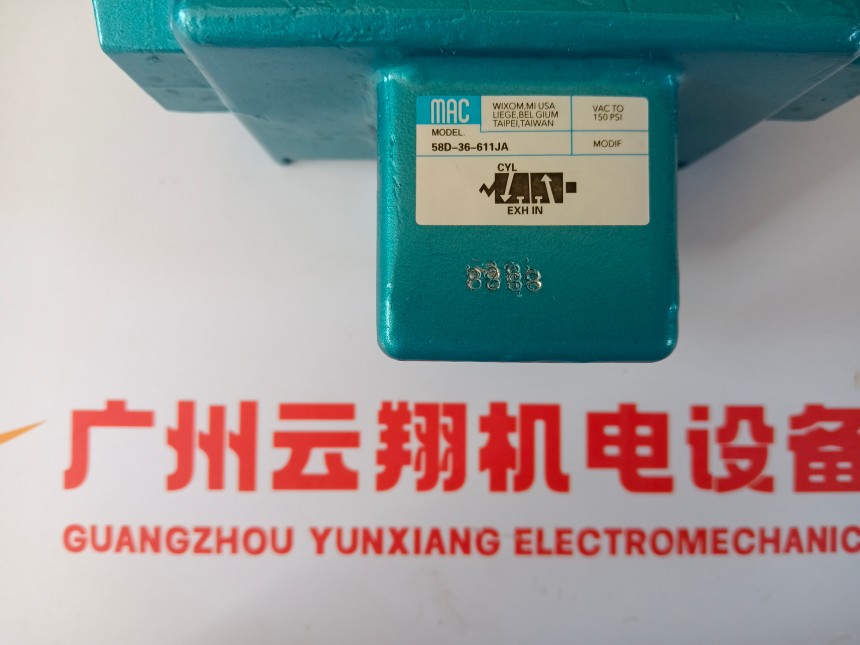 MAC
WIXOM,MI USA
LIEGE,BELGIUM
TAIPEI,TAIWAN
VAC TO
150 PSI
MODEL.
58D-36-611JA
MODIF
CYL
EXH IN
广州云翔机电设备
GUANGZHOU YUNXIANG ELECTROMECHANIC